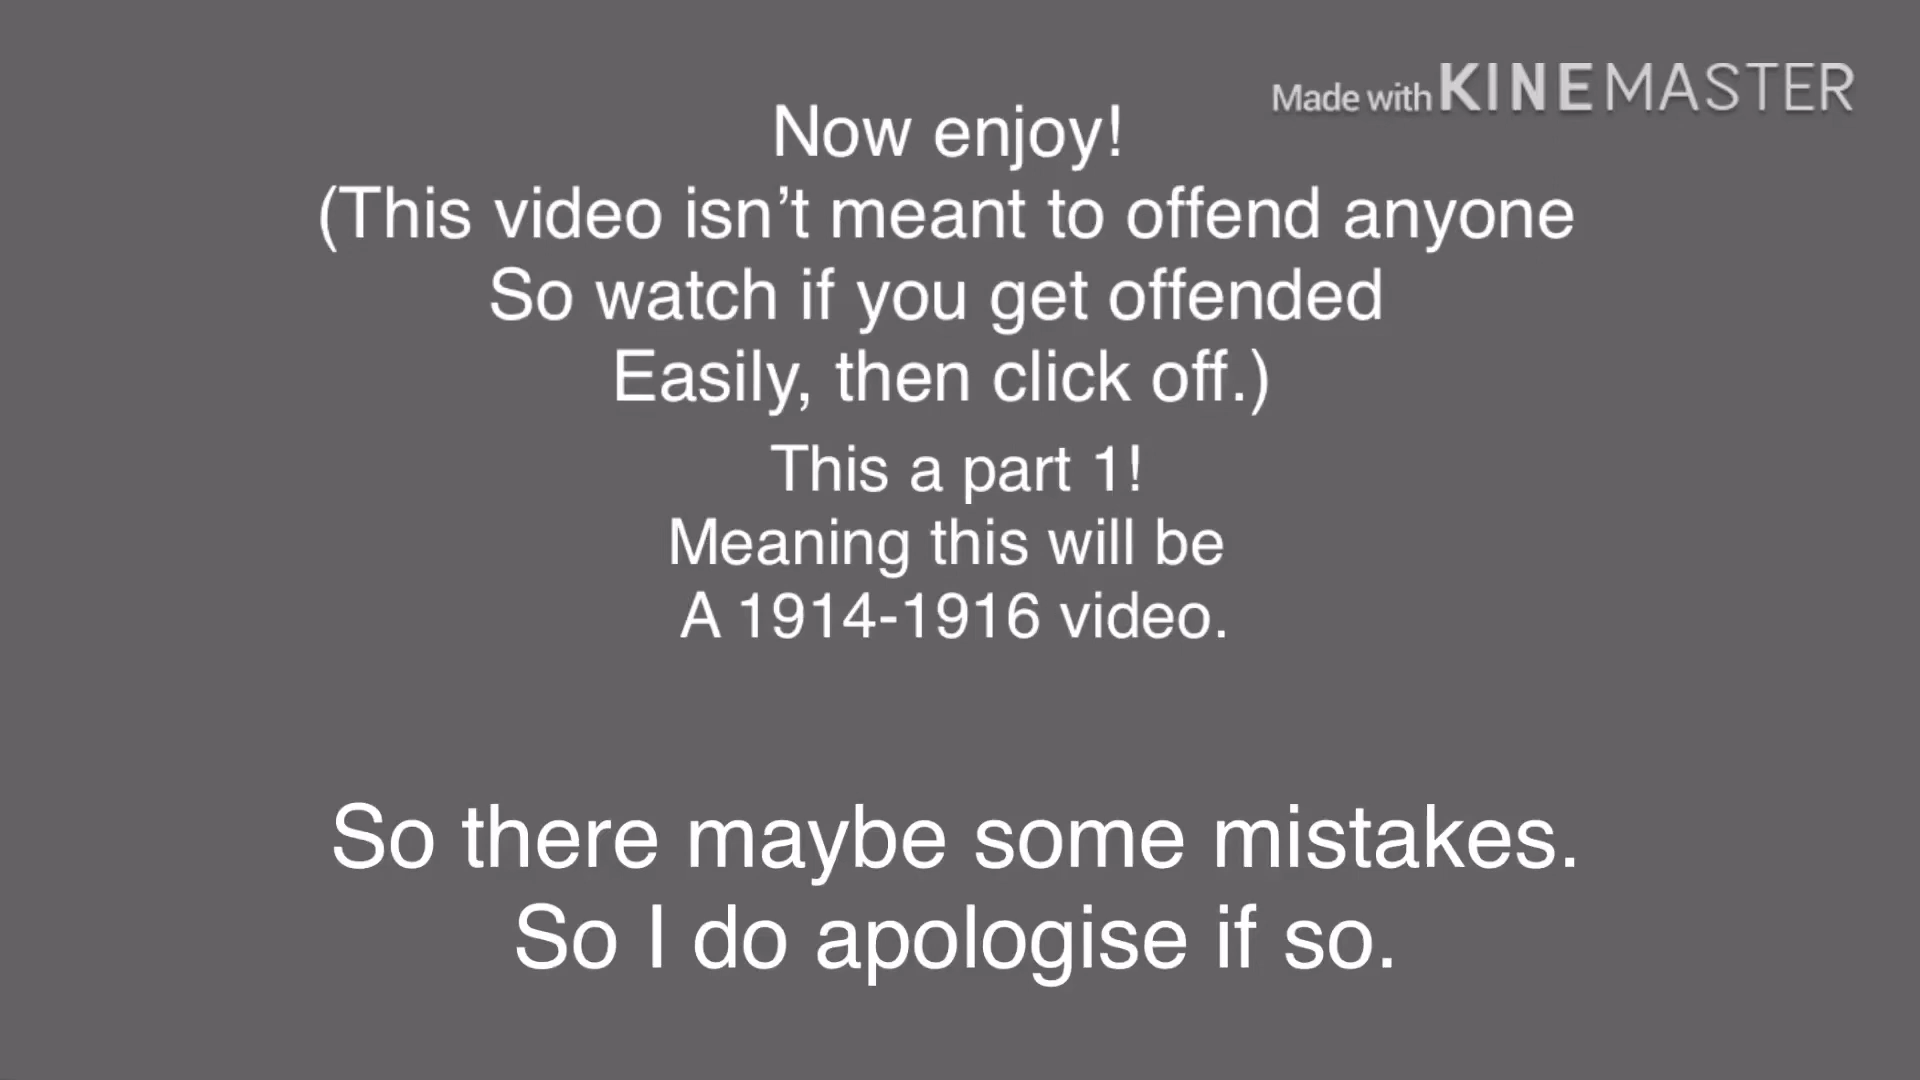 Made with KINEMASTER
Now enjoy!
(This video isn’t meant to offend anyone
So watch if you get offended
Easily, then click off.)
This a part 1!
Meaning this will be
A 1914-1916 video.
So there maybe some mistakes.
So I do apologise if so.